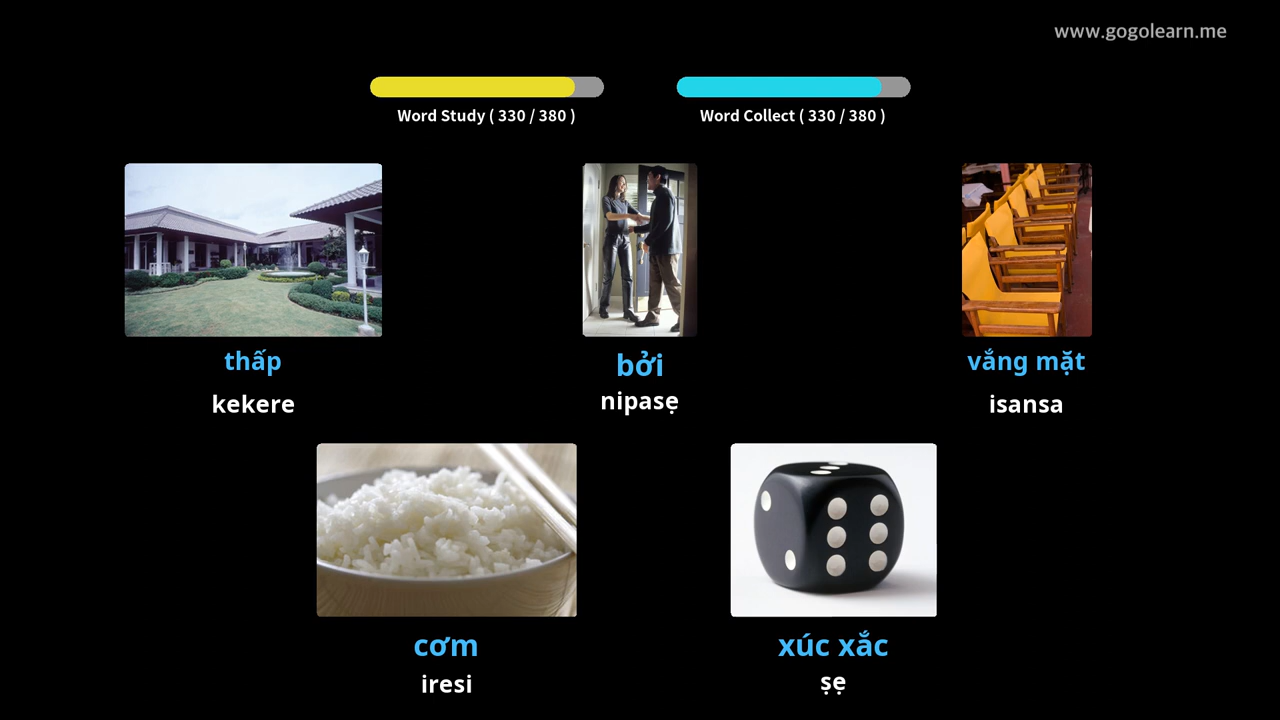 www.gogolearn.me
Word Study ( 330 / 380 )
Word Collect ( 330 / 380 )
thấp
kekere
bởi
nipasẹ
vắng mặt
isansa
cơm
iresi
xúc xắc
ṣẹ